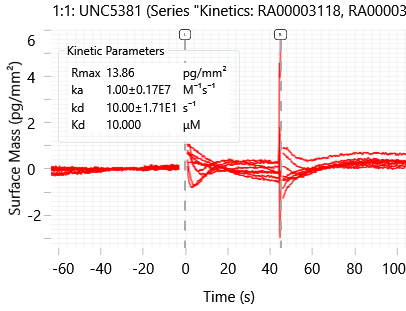 1:1: UNC5381 (Series "Kinetics: RA00003118, RA00003
Kinetic Parameters
Rmax 13.86 pg/mm²
ka 1.00±0.17E7 M⁻¹s⁻¹
kd 10.00±1.71E1 s⁻¹
Kd 10.000 µM
Surface Mass (pg/mm²)
6
4
2
0
-2
-60 -40 -20 0 20 40 60 80 100
Time (s)